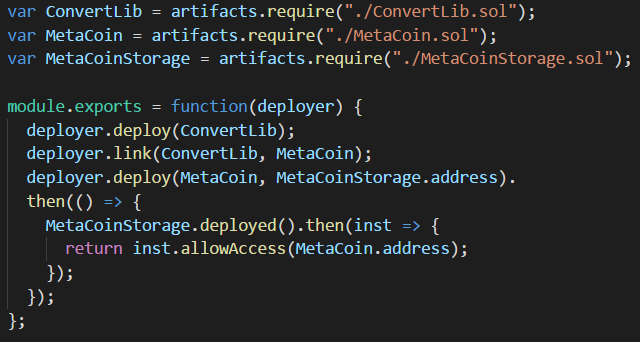 var ConvertLib = artifacts.require("./ConvertLib.sol");
var MetaCoin = artifacts.require("./MetaCoin.sol");
var MetaCoinStorage = artifacts.require("./MetaCoinStorage.sol");

module.exports = function(deployer) {
  deployer.deploy(ConvertLib);
  deployer.link(ConvertLib, MetaCoin);
  deployer.deploy(MetaCoin, MetaCoinStorage.address).
  then(() => {
    MetaCoinStorage.deployed().then(inst => {
      return inst.allowAccess(MetaCoin.address);
    });
  });
};